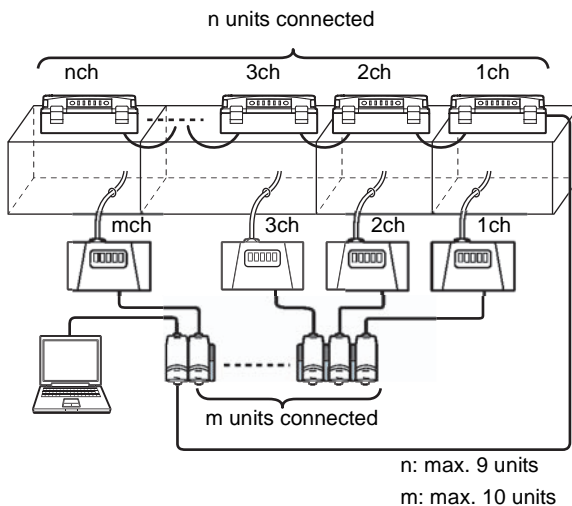 n units connected
nch 3ch 2ch 1ch
mch 3ch 2ch 1ch
m units connected
n: max. 9 units
m: max. 10 units